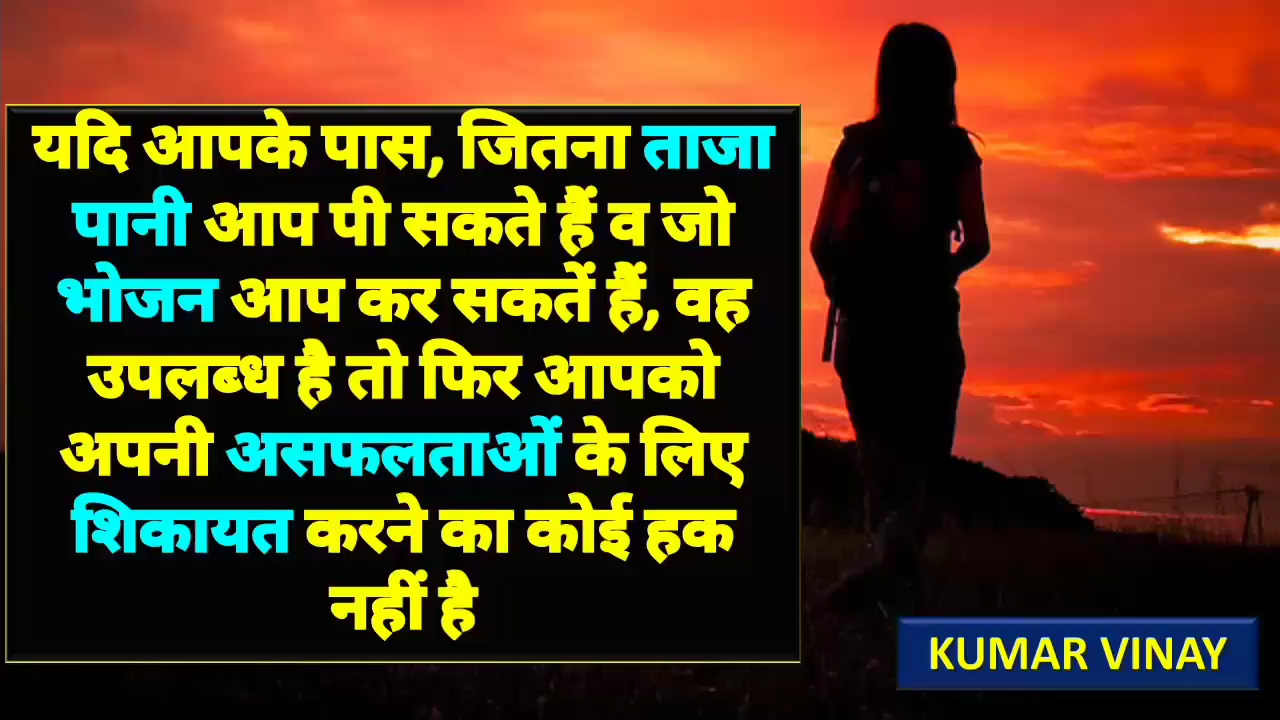 यदि आपके पास, जितना ताजा
पानी आप पी सकते हैं व जो
भोजन आप कर सकतें हैं, वह
उपलब्ध है तो फिर आपको
अपनी असफलताओं के लिए
शिकायत करने का कोई हक
नहीं है
KUMAR VINAY